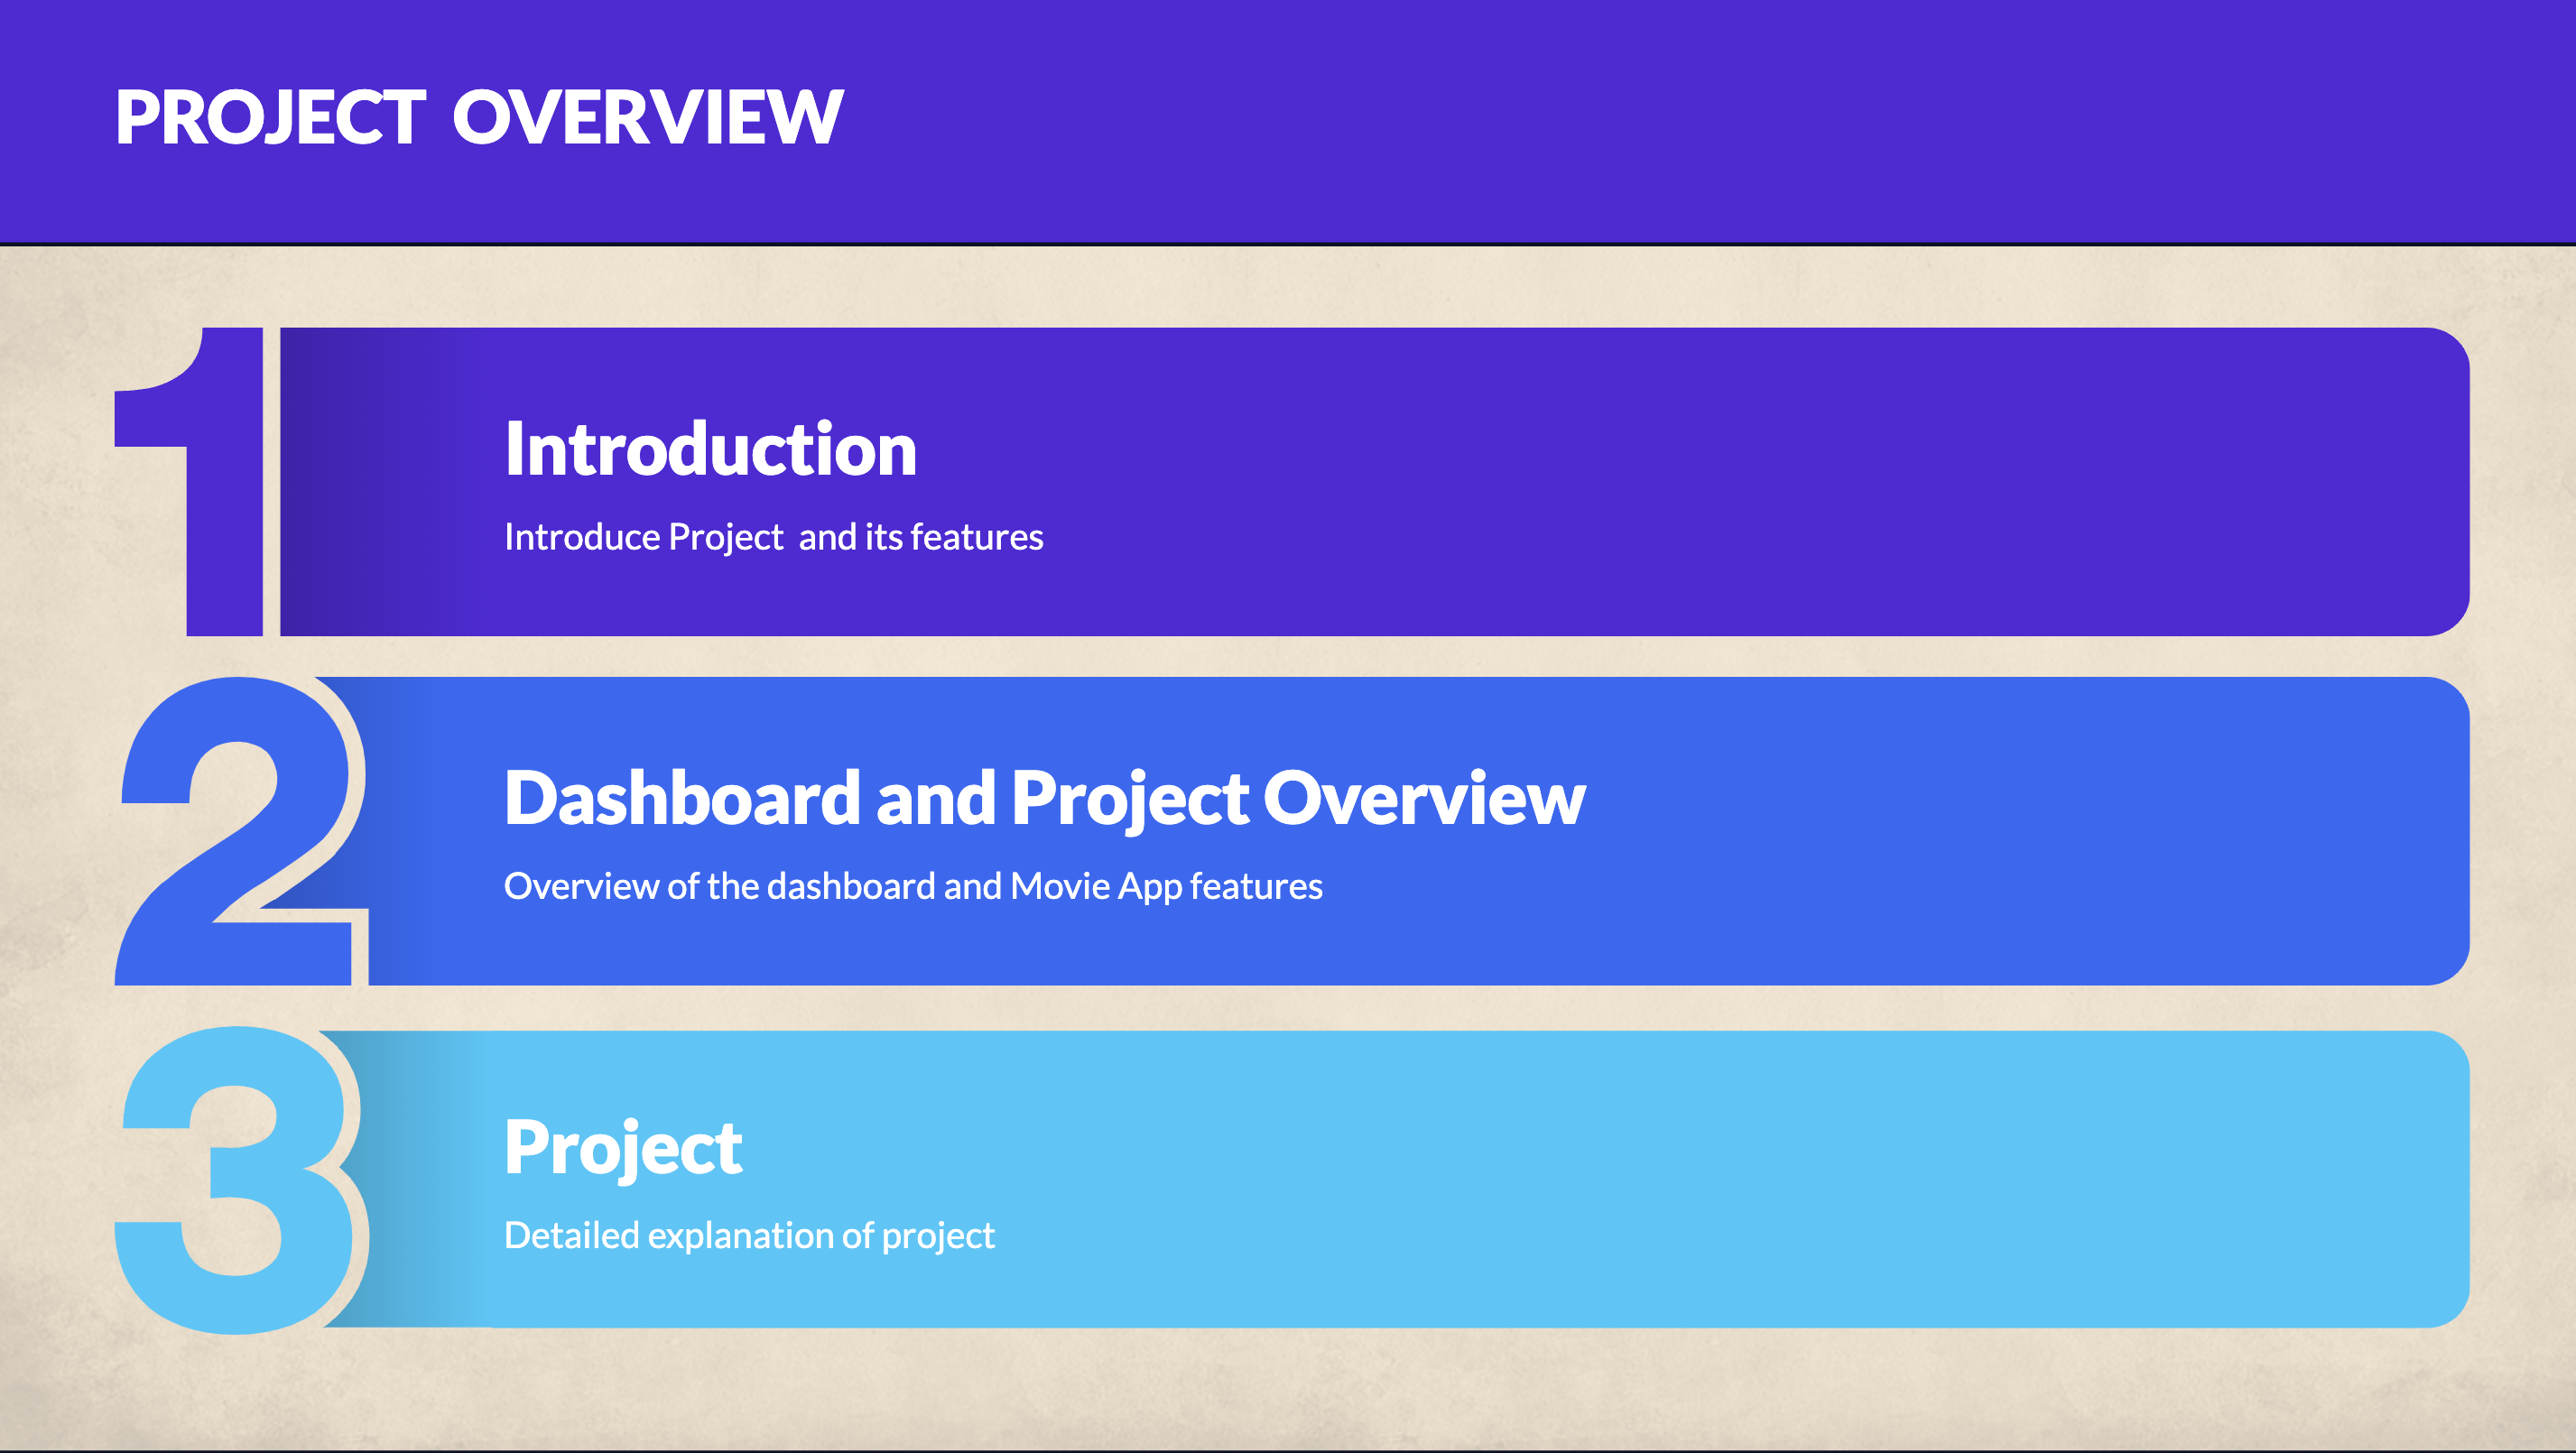 PROJECT OVERVIEW
1
Introduction
Introduce Project  and its features
2
Dashboard and Project Overview
Overview of the dashboard and Movie App features
3
Project
Detailed explanation of project